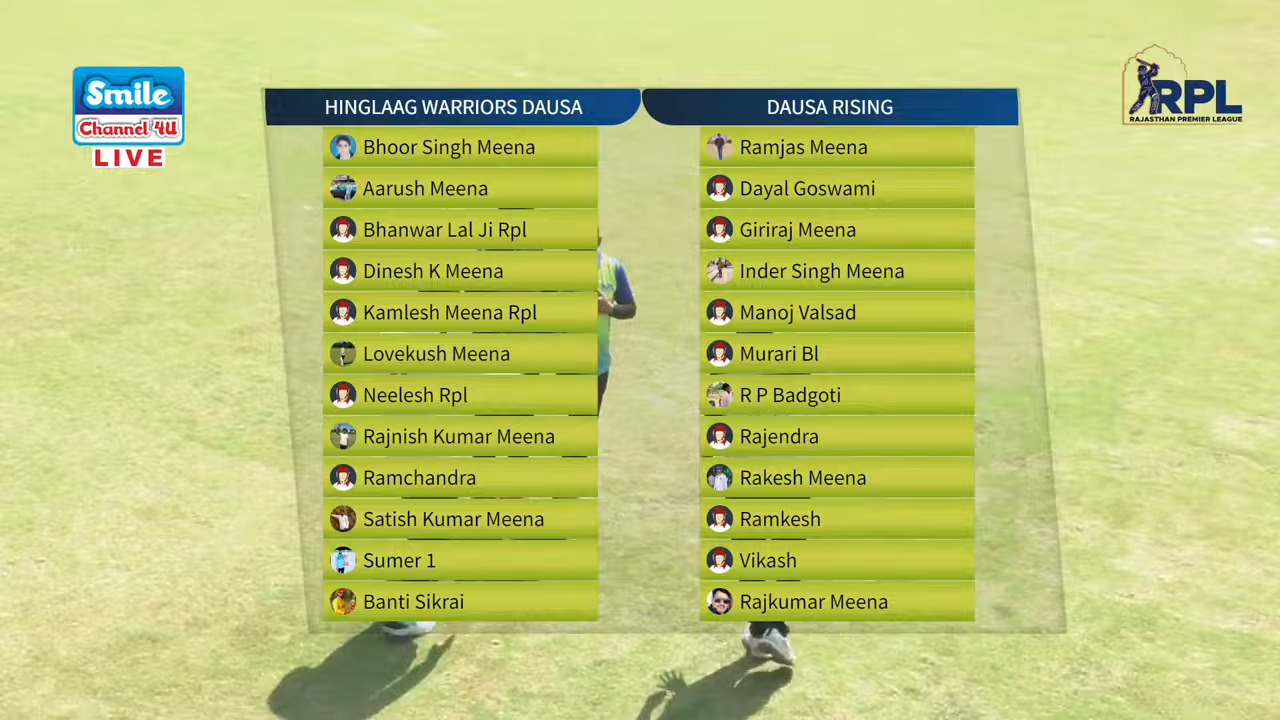 Smile
Channel 4U
LIVE
RPL
RAJASTHAN PREMIER LEAGUE
HINGLAAG WARRIORS DAUSA
Bhoor Singh Meena
Aarush Meena
Bhanwar Lal Ji Rpl
Dinesh K Meena
Kamlesh Meena Rpl
Lovekush Meena
Neelesh Rpl
Rajnish Kumar Meena
Ramchandra
Satish Kumar Meena
Sumer 1
Banti Sikrai
DAUSA RISING
Ramjas Meena
Dayal Goswami
Giriraj Meena
Inder Singh Meena
Manoj Valsad
Murari Bl
R P Badgoti
Rajendra
Rakesh Meena
Ramkesh
Vikash
Rajkumar Meena